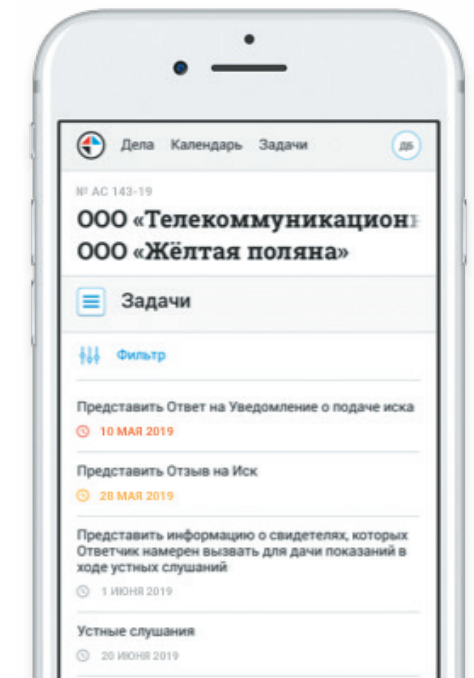 Дела Календарь Задачи ДБ
№ АС 143-19
ООО «Телекоммуникацион
ООО «Жёлтая поляна»
Задачи
Фильтр
Представить Ответ на Уведомление о подаче иска
10 МАЯ 2019
Представить Отзыв на Иск
28 МАЯ 2019
Представить информацию о свидетелях, которых
Ответчик намерен вызвать для дачи показаний в
ходе устных слушаний
1 ИЮНЯ 2019
Устные слушания
20 ИЮНЯ 2019